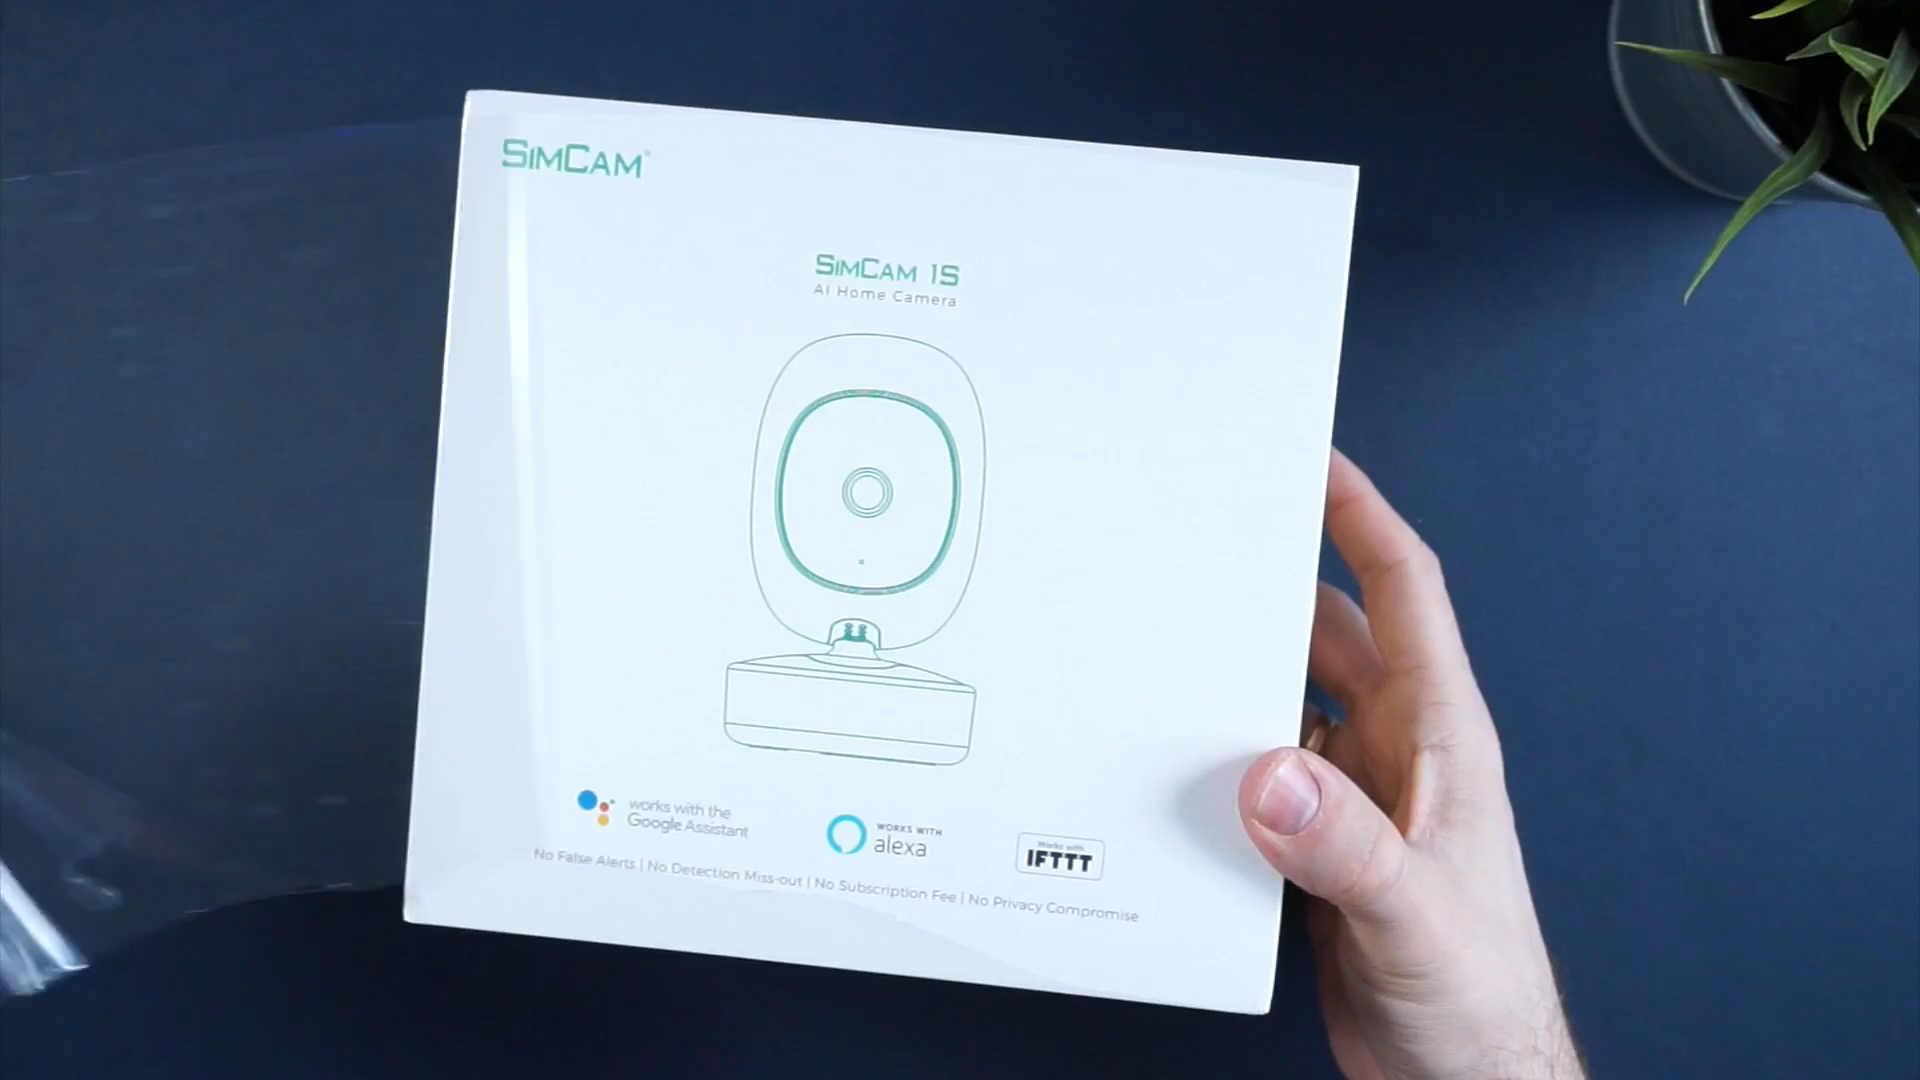 SIMCAM®
SIMCAM 1S
AI Home Camera
works with the
Google Assistant
WORKS WITH
alexa
Works with
IFTTT
No False Alerts | No Detection Miss-out | No Subscription Fee | No Privacy Compromise